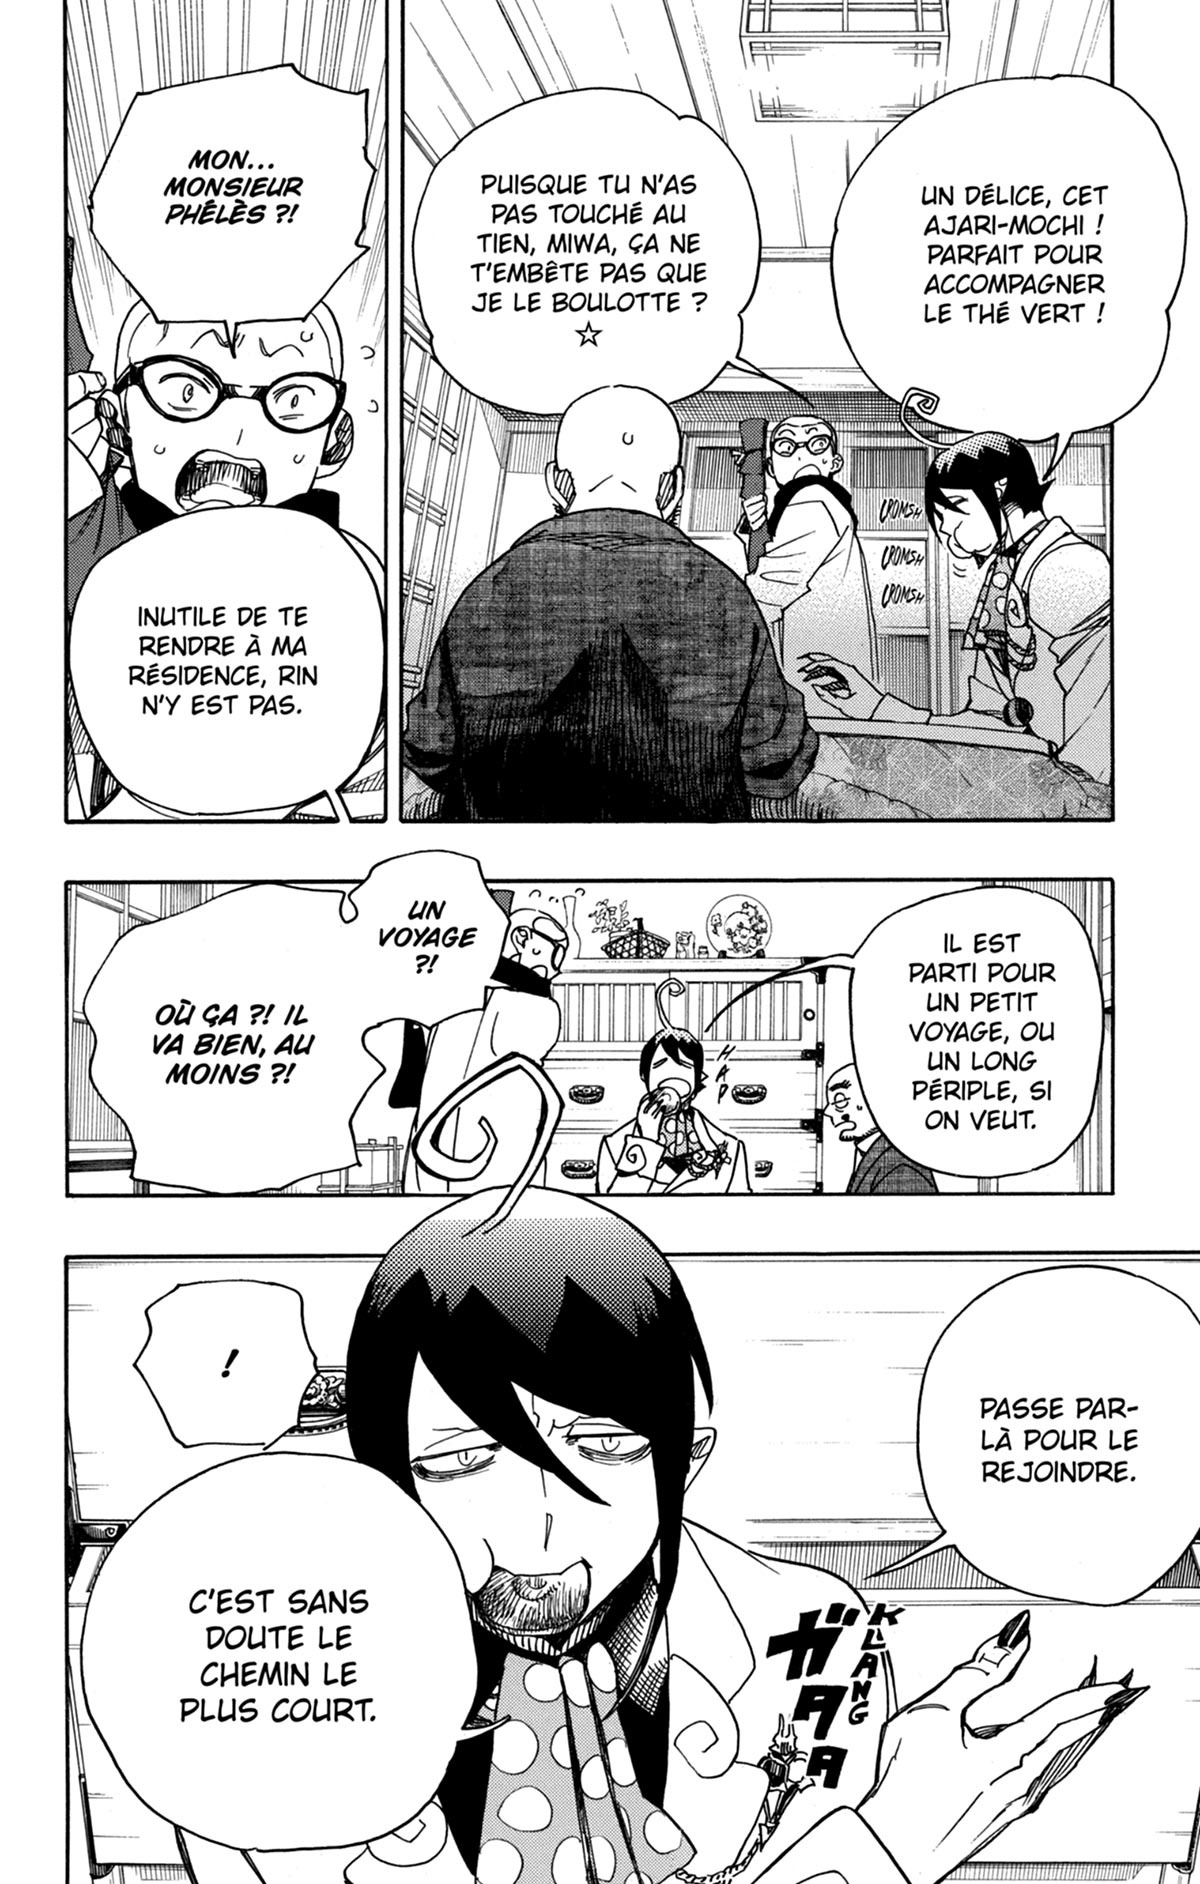 UN DÉLICE, CET
AJARI-MOCHI !
PARFAIT POUR
ACCOMPAGNER
LE THÉ VERT !
PUISQUE TU N'AS
PAS TOUCHÉ AU
TIEN, MIWA, ÇA NE
T'EMBÊTE PAS QUE
JE LE BOULOTTE ?
☆
CROMSH
CROMSH
CROMSH
MON...
MONSIEUR
PHÉLÈS ?!
INUTILE DE TE
RENDRE À MA
RÉSIDENCE, RIN
N'Y EST PAS.
IL EST
PARTI POUR
UN PETIT
VOYAGE, OU
UN LONG
PÉRIPLE, SI
ON VEUT.
HAP
UN
VOYAGE
?!
OÙ ÇA ?! IL
VA BIEN, AU
MOINS ?!
PASSE PAR-
LÀ POUR LE
REJOINDRE.
KLANG
ガタタ
!
C'EST SANS
DOUTE LE
CHEMIN LE
PLUS COURT.